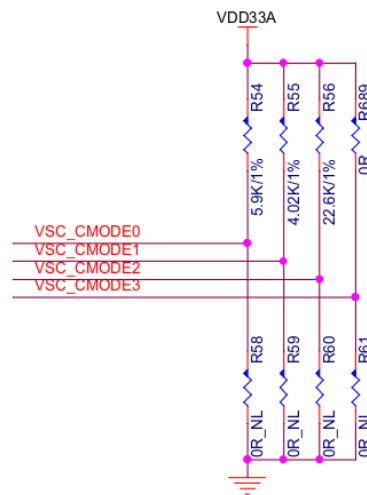 VDD33A
R54
R55
R56
R689
5.9K/1%
4.02K/1%
22.6K/1%
0R
VSC_CMODE0
VSC_CMODE1
VSC_CMODE2
VSC_CMODE3
R58
R59
R60
R61
0R_NL
0R_NL
0R_NL
0R_NL